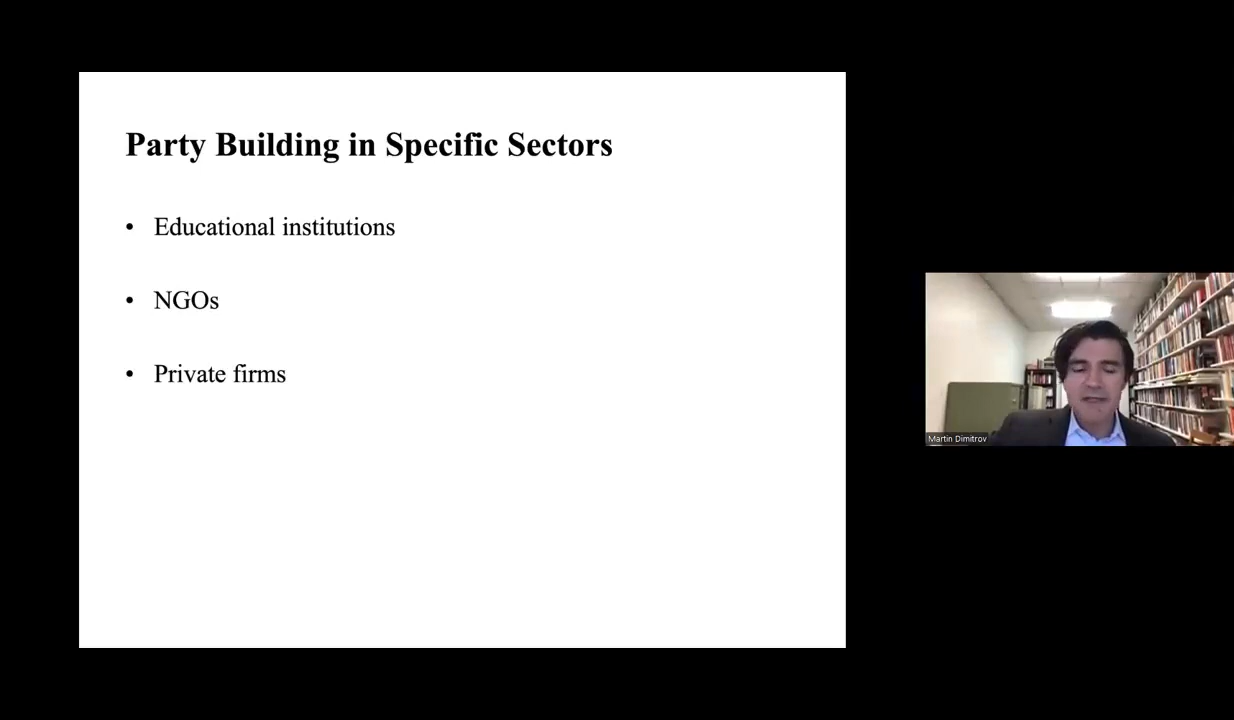 Party Building in Specific Sectors
• Educational institutions
• NGOs
• Private firms
Martin Dimitrov